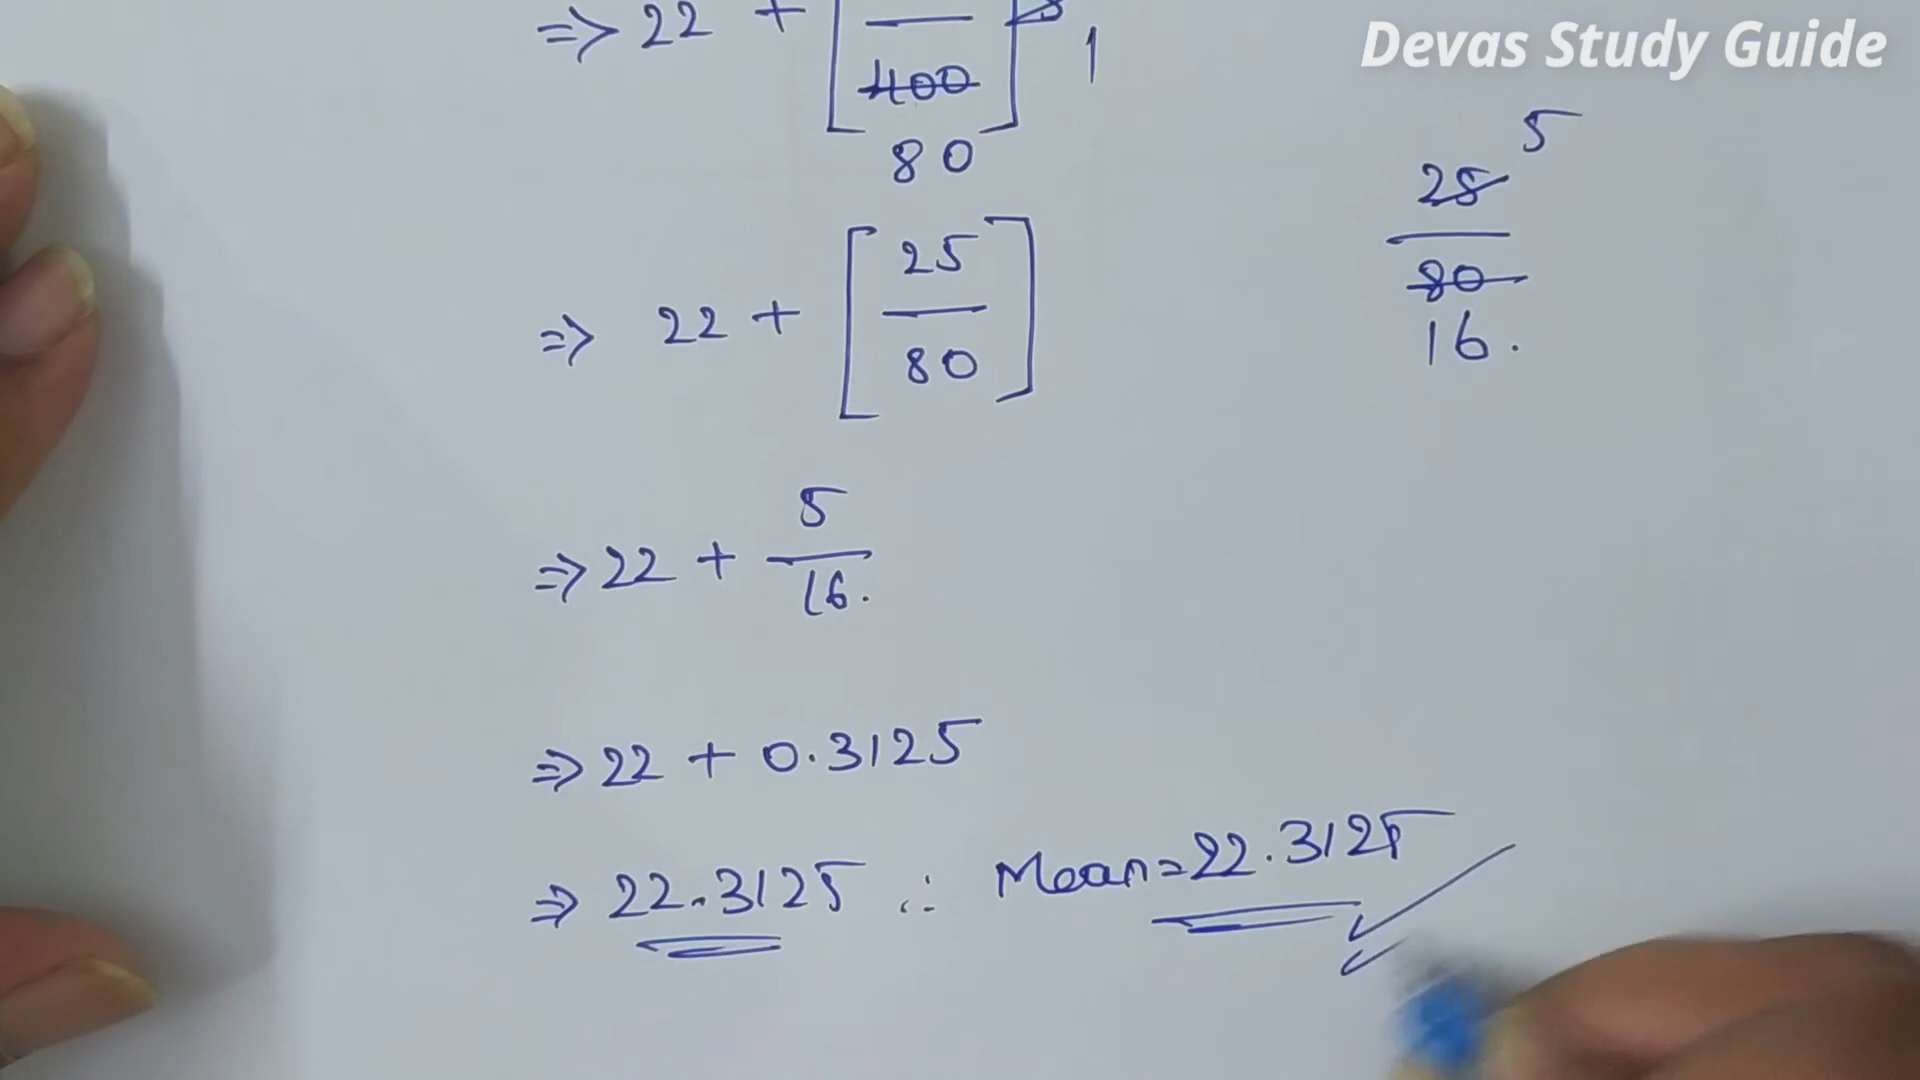 Devas Study Guide
=> 22 + [ — / 400 ] 5 1
80
=> 22 + [ 25 / 80 ]
25 5
80
16.
=> 22 + 5 / 16.
=> 22 + 0.3125
=> 22.3125 ∴ Mean = 22.3125